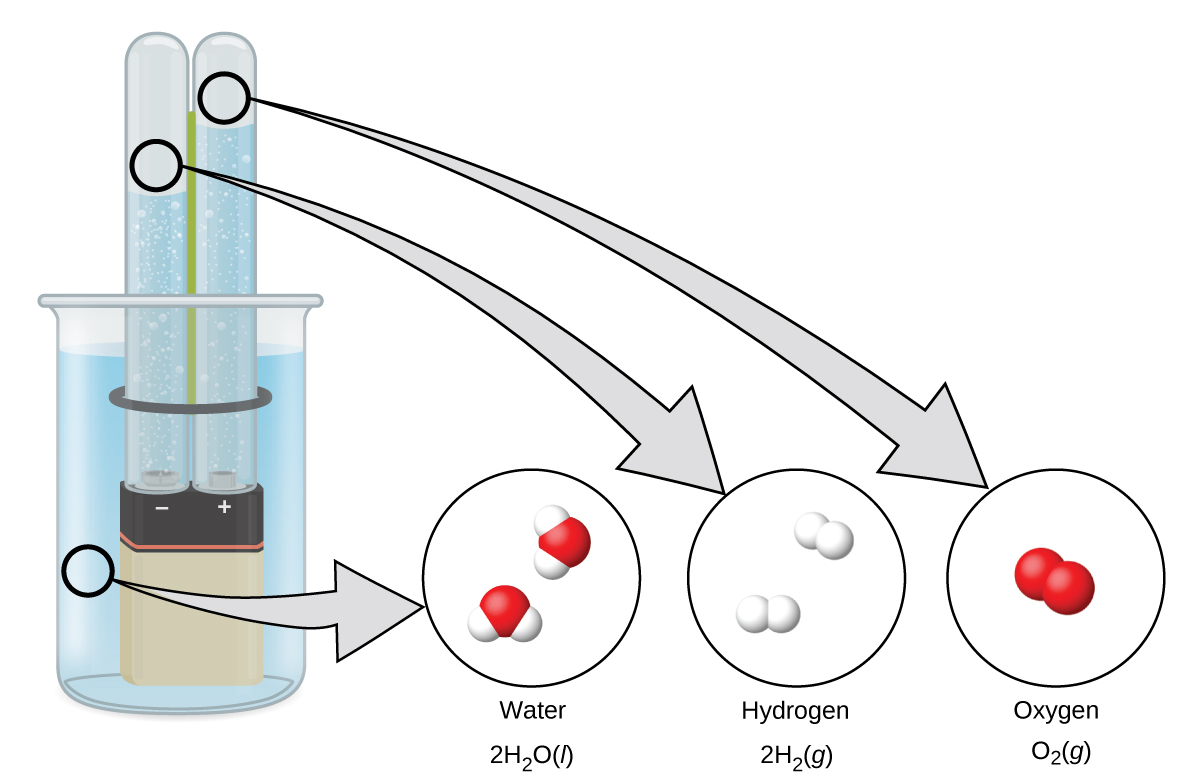 − +
Water
2H₂O(l)
Hydrogen
2H₂(g)
Oxygen
O₂(g)